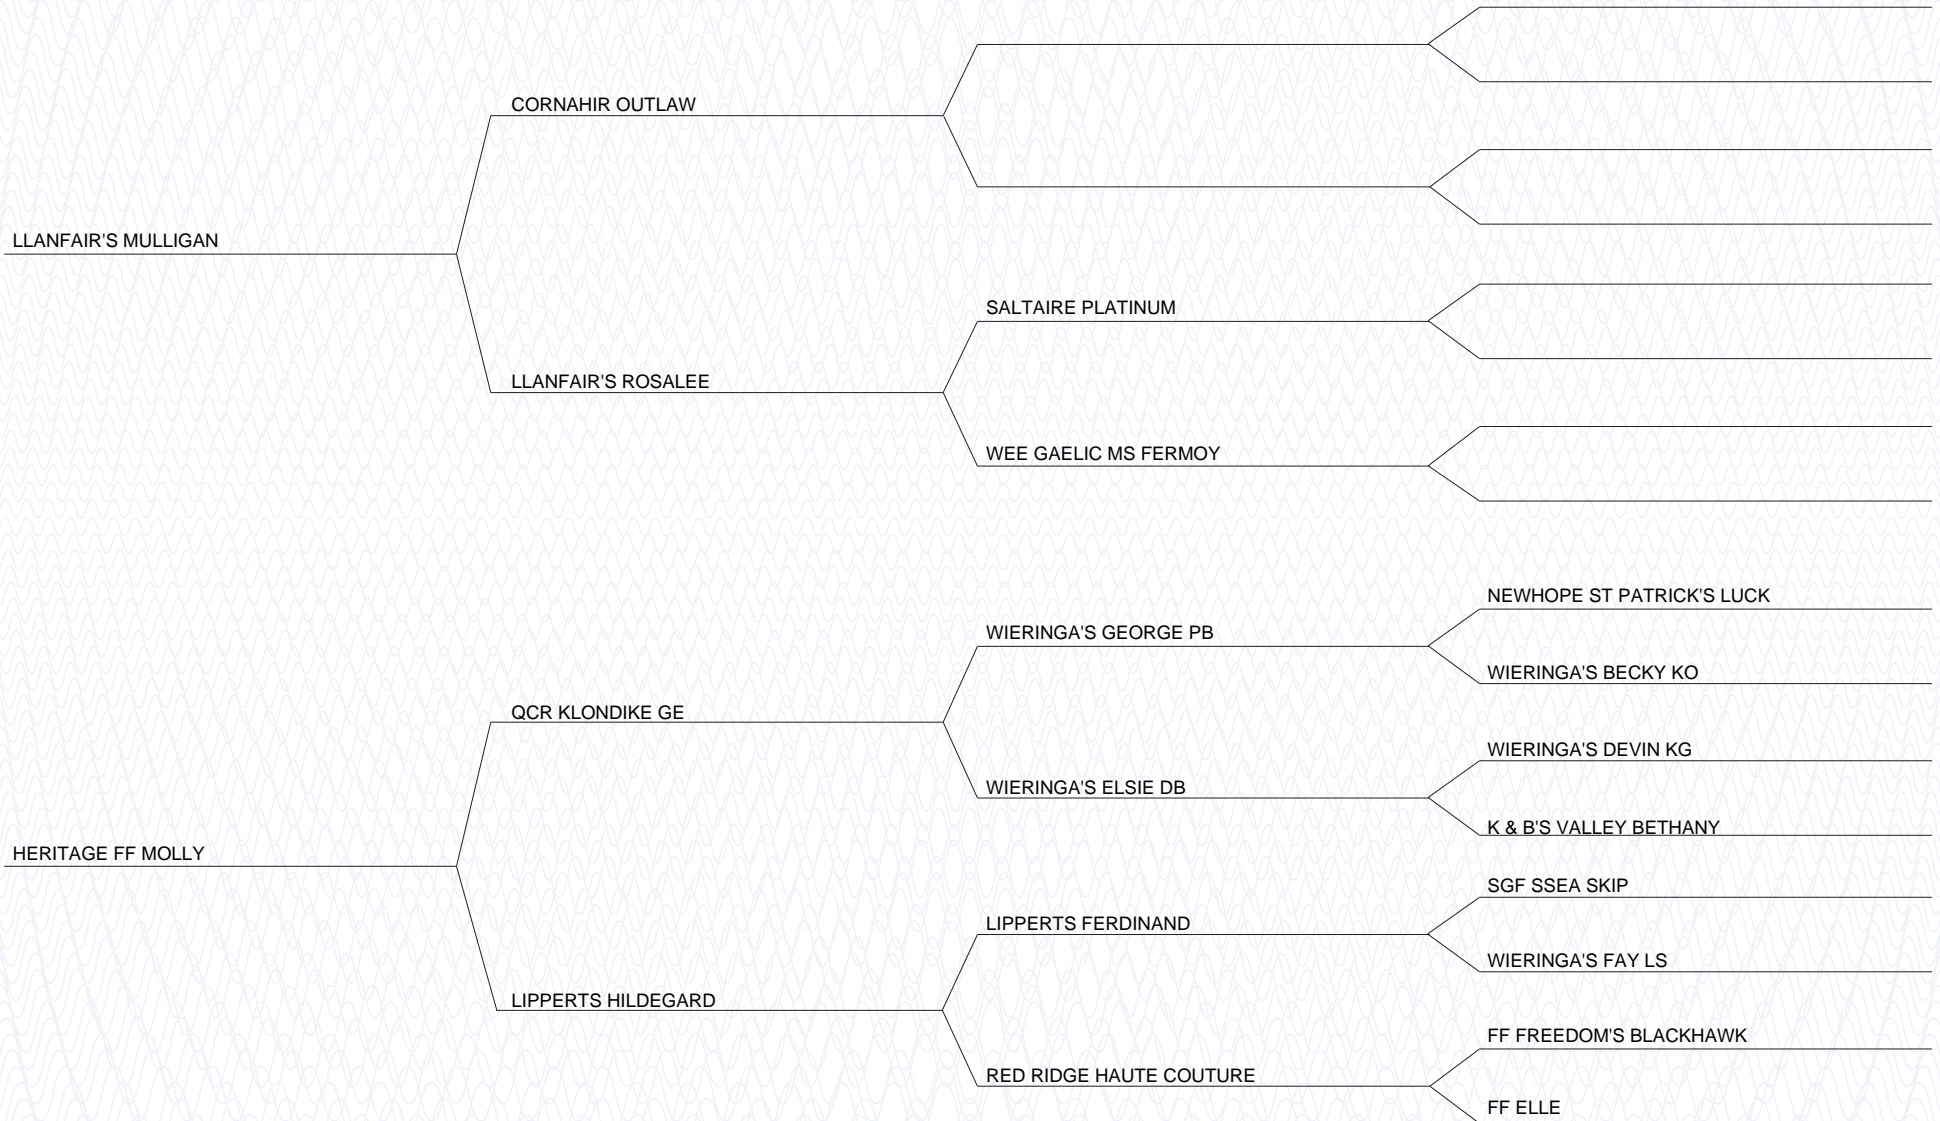 CORNAHIR OUTLAW
LLANFAIR'S MULLIGAN
SALTAIRE PLATINUM
LLANFAIR'S ROSALEE
WEE GAELIC MS FERMOY
NEWHOPE ST PATRICK'S LUCK
WIERINGA'S GEORGE PB
WIERINGA'S BECKY KO
QCR KLONDIKE GE
WIERINGA'S DEVIN KG
WIERINGA'S ELSIE DB
K & B'S VALLEY BETHANY
HERITAGE FF MOLLY
SGF SSEA SKIP
LIPPERTS FERDINAND
WIERINGA'S FAY LS
LIPPERTS HILDEGARD
FF FREEDOM'S BLACKHAWK
RED RIDGE HAUTE COUTURE
FF ELLE